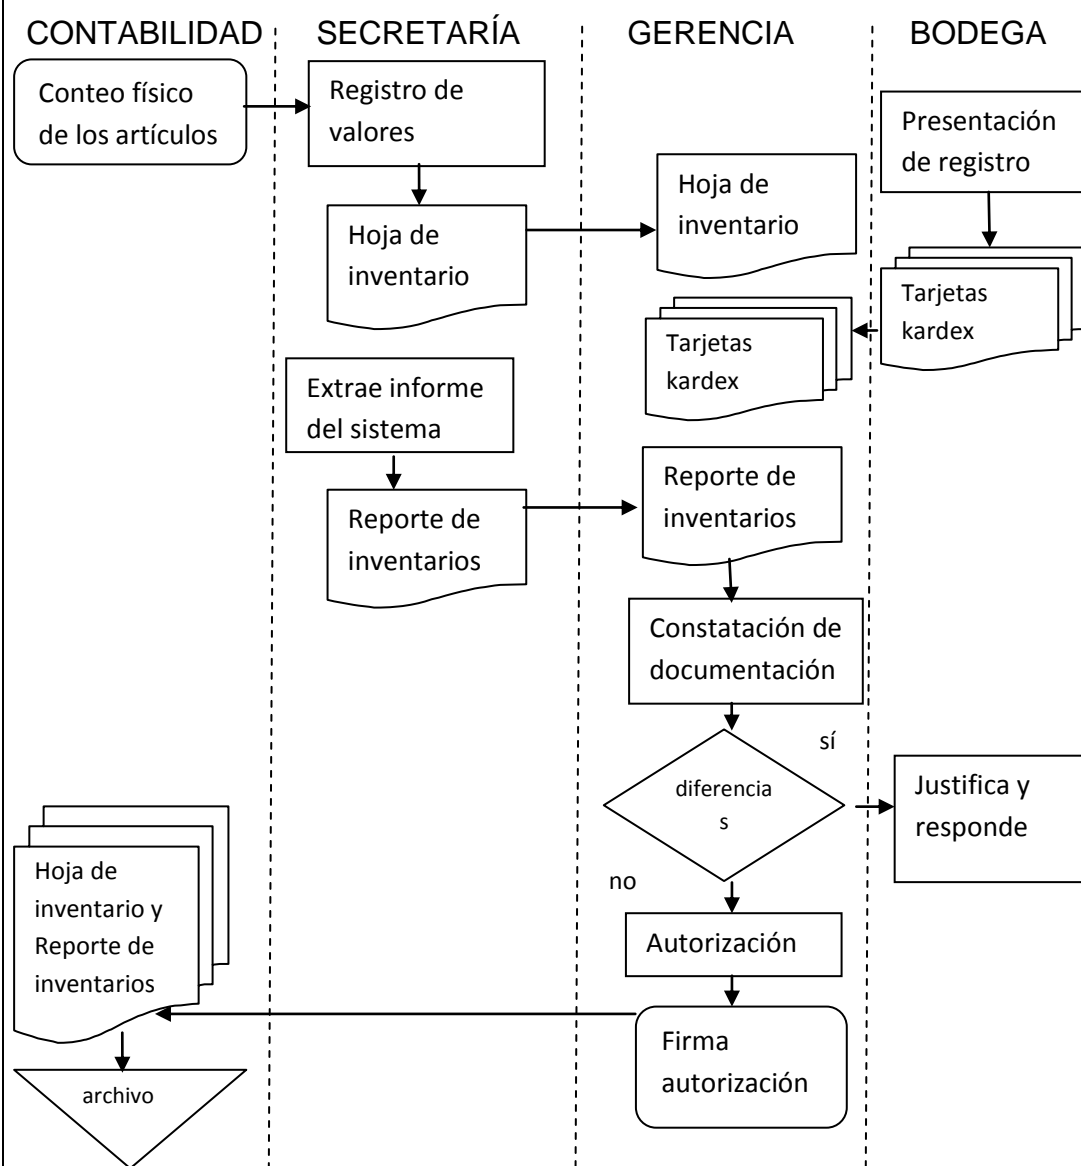 CONTABILIDAD
SECRETARÍA
GERENCIA
BODEGA
Conteo físico
de los artículos
Registro de
valores
Presentación
de registro
Hoja de
inventario
Hoja de
inventario
Tarjetas
kardex
Tarjetas
kardex
Extrae informe
del sistema
Reporte de
inventarios
Reporte de
inventarios
Constatación de
documentación
sí
diferencia
s
Justifica y
responde
no
Autorización
Hoja de
inventario y
Reporte de
inventarios
Firma
autorización
archivo